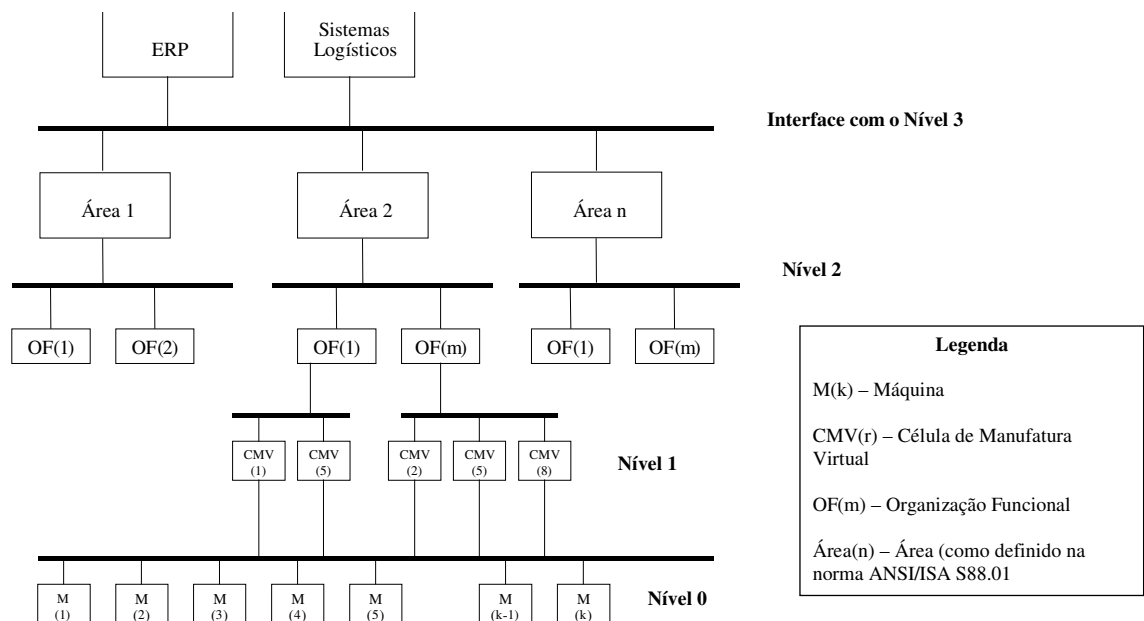 ERP
Sistemas
Logísticos
Interface com o Nível 3
Área 1
Área 2
Área n
Nível 2
OF(1)
OF(2)
OF(1)
OF(m)
OF(1)
OF(m)
CMV
(1)
CMV
(5)
CMV
(2)
CMV
(5)
CMV
(8)
Nível 1
M
(1)
M
(2)
M
(3)
M
(4)
M
(5)
M
(k-1)
M
(k)
Nível 0
Legenda
M(k) – Máquina
CMV(r) – Célula de Manufatura
Virtual
OF(m) – Organização Funcional
Área(n) – Área (como definido na
norma ANSI/ISA S88.01